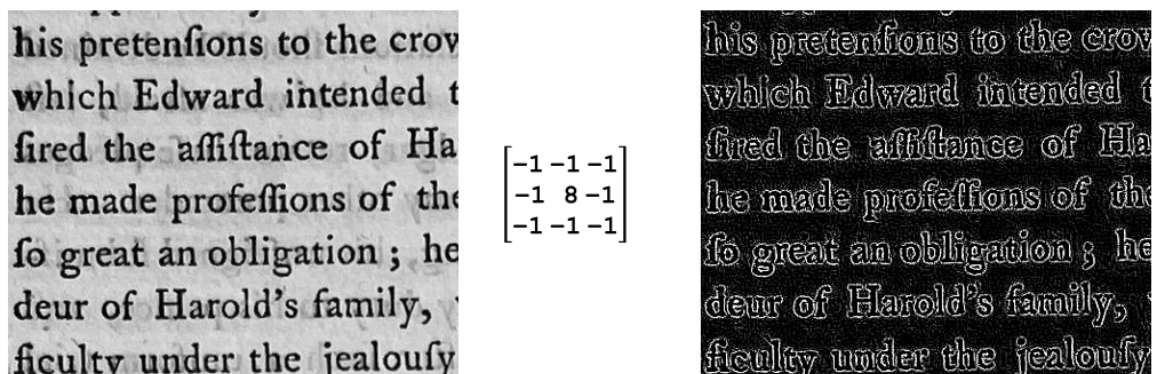 his pretenſions to the crow
which Edward intended t
ſired the aſſiſtance of Ha
he made profeſſions of the
ſo great an obligation ; he
deur of Harold's family,
ficulty under the jealouſy
-1 -1 -1
-1 8 -1
-1 -1 -1
his pretenſions to the crow
which Edward intended t
ſired the aſſiſtance of Ha
he made profeſſions of the
ſo great an obligation ; he
deur of Harold's family,
ficulty under the jealouſy